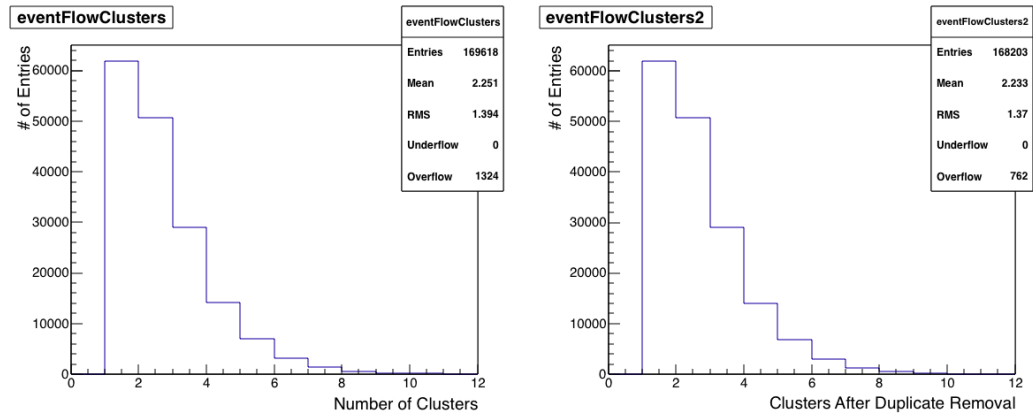 eventFlowClusters
eventFlowClusters
Entries 169618
Mean 2.251
RMS 1.394
Underflow 0
Overflow 1324
# of Entries
60000
50000
40000
30000
20000
10000
0
0 2 4 6 8 10 12
Number of Clusters
eventFlowClusters2
eventFlowClusters2
Entries 168203
Mean 2.233
RMS 1.37
Underflow 0
Overflow 762
# of Entries
60000
50000
40000
30000
20000
10000
0
0 2 4 6 8 10 12
Clusters After Duplicate Removal